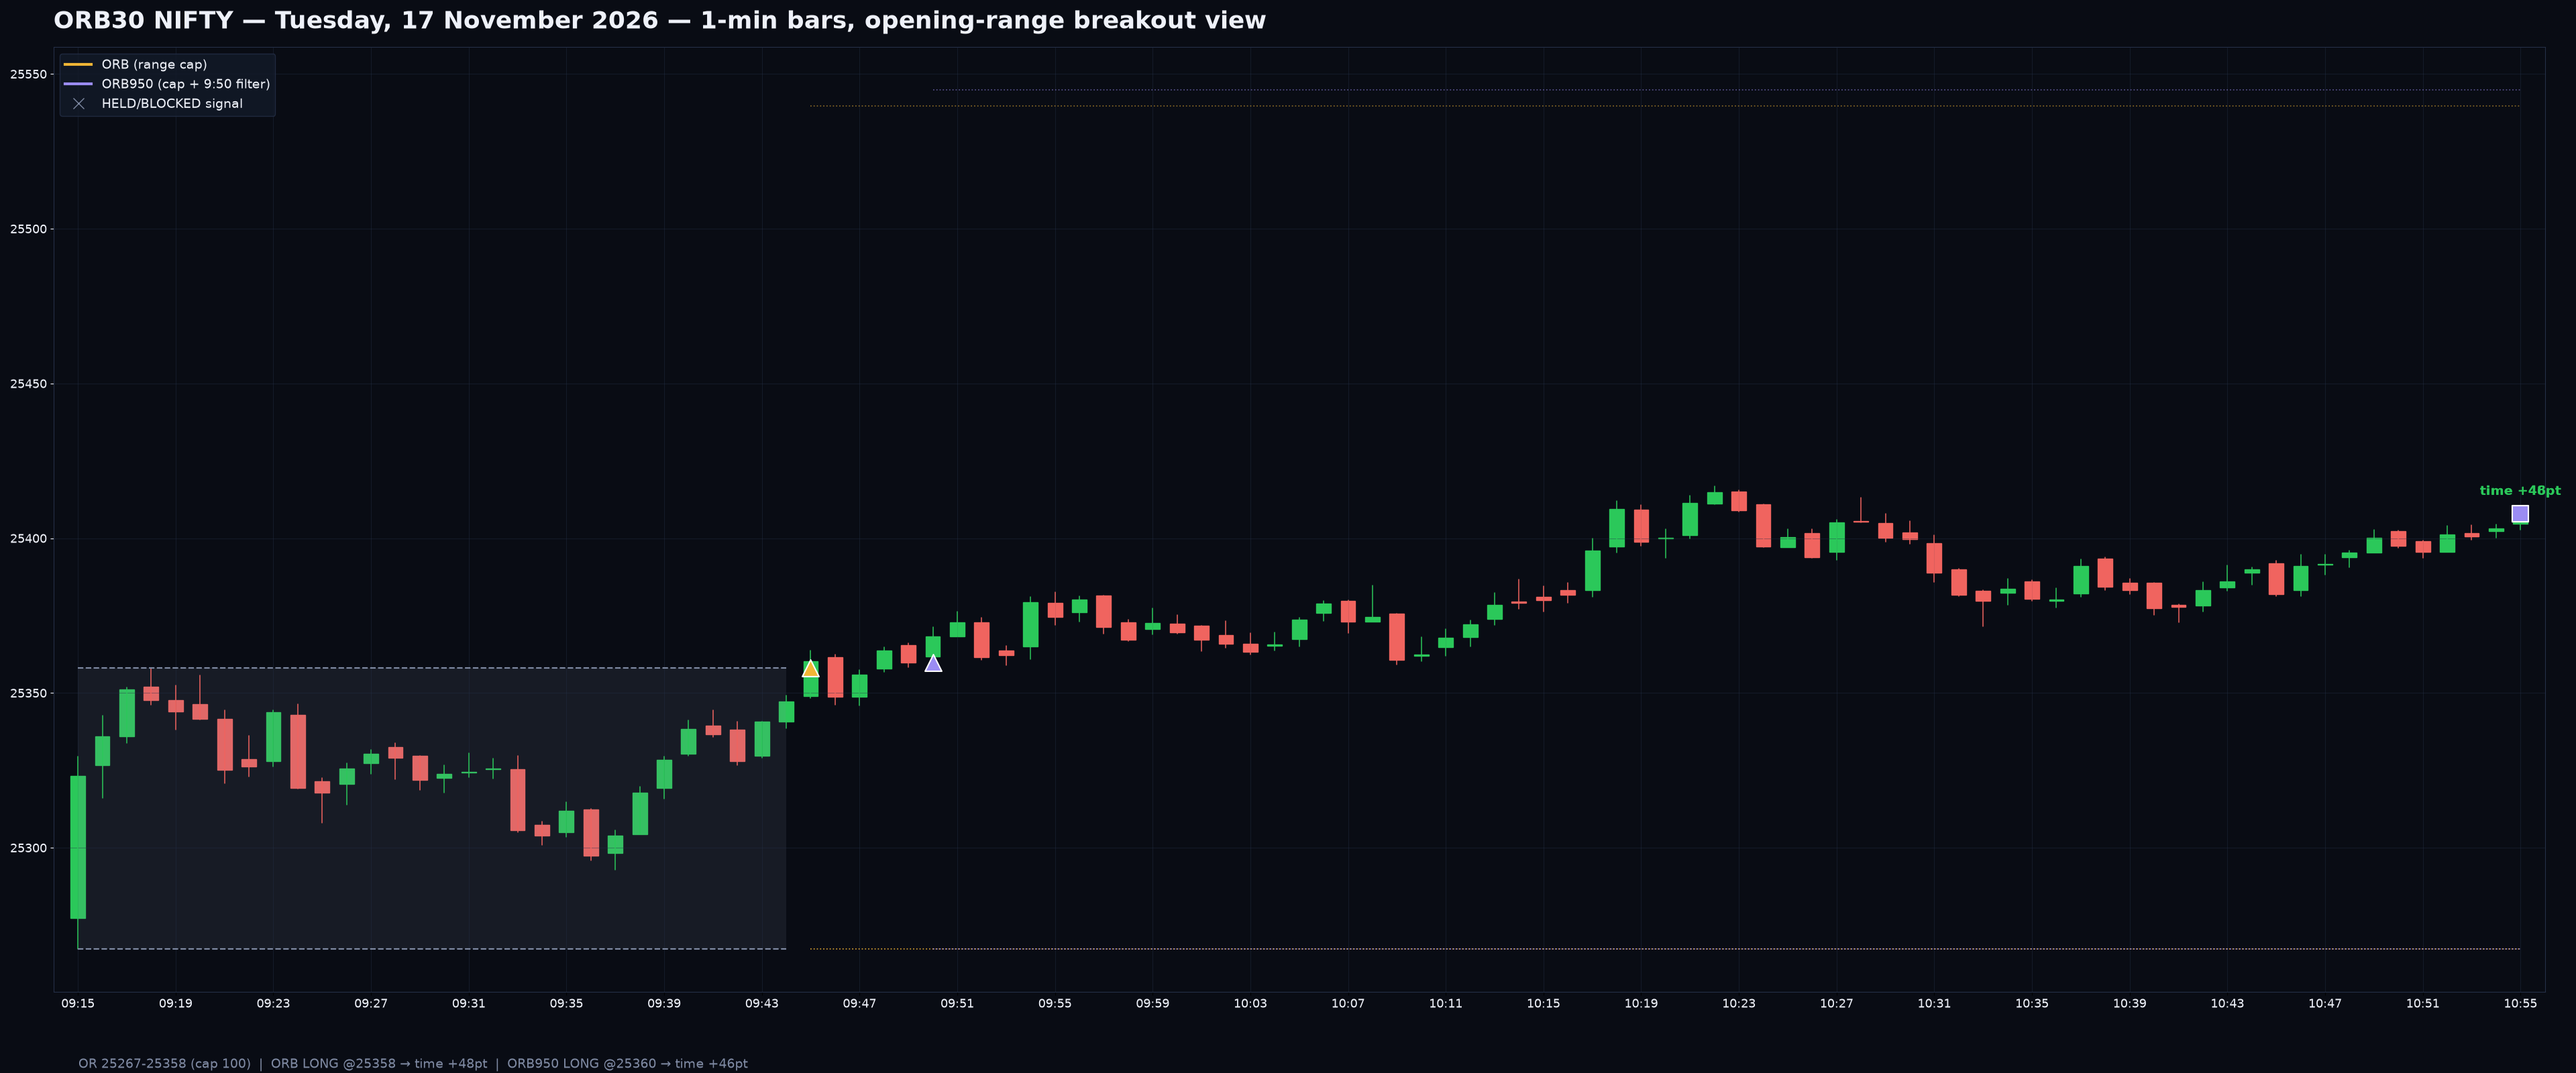 ORB30 NIFTY — Tuesday, 17 November 2026 — 1-min bars, opening-range breakout view
ORB (range cap)
ORB950 (cap + 9:50 filter)
HELD/BLOCKED signal
25550
25500
25450
25400
25350
25300
time +48pt
09:15 09:19 09:23 09:27 09:31 09:35 09:39 09:43 09:47 09:51 09:55 09:59 10:03 10:07 10:11 10:15 10:19 10:23 10:27 10:31 10:35 10:39 10:43 10:47 10:51 10:55
OR 25267-25358 (cap 100) | ORB LONG @25358 → time +48pt | ORB950 LONG @25360 → time +46pt